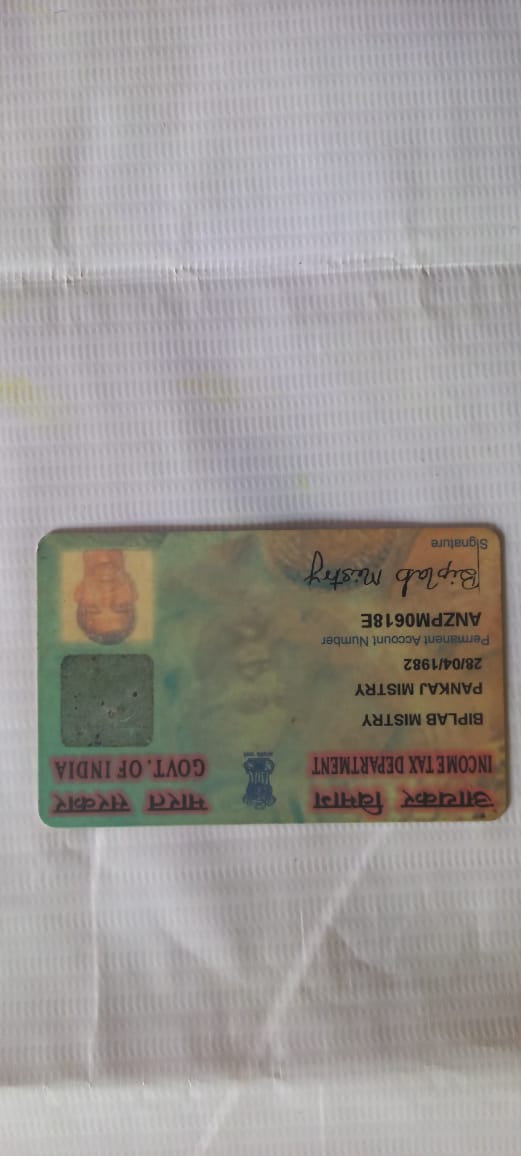 आयकर विभाग
INCOME TAX DEPARTMENT
भारत सरकार
GOVT. OF INDIA
BIPLAB MISTRY
PANKAJ MISTRY
28/04/1982
Permanent Account Number
ANZPM0618E
Biplab Mistry
Signature